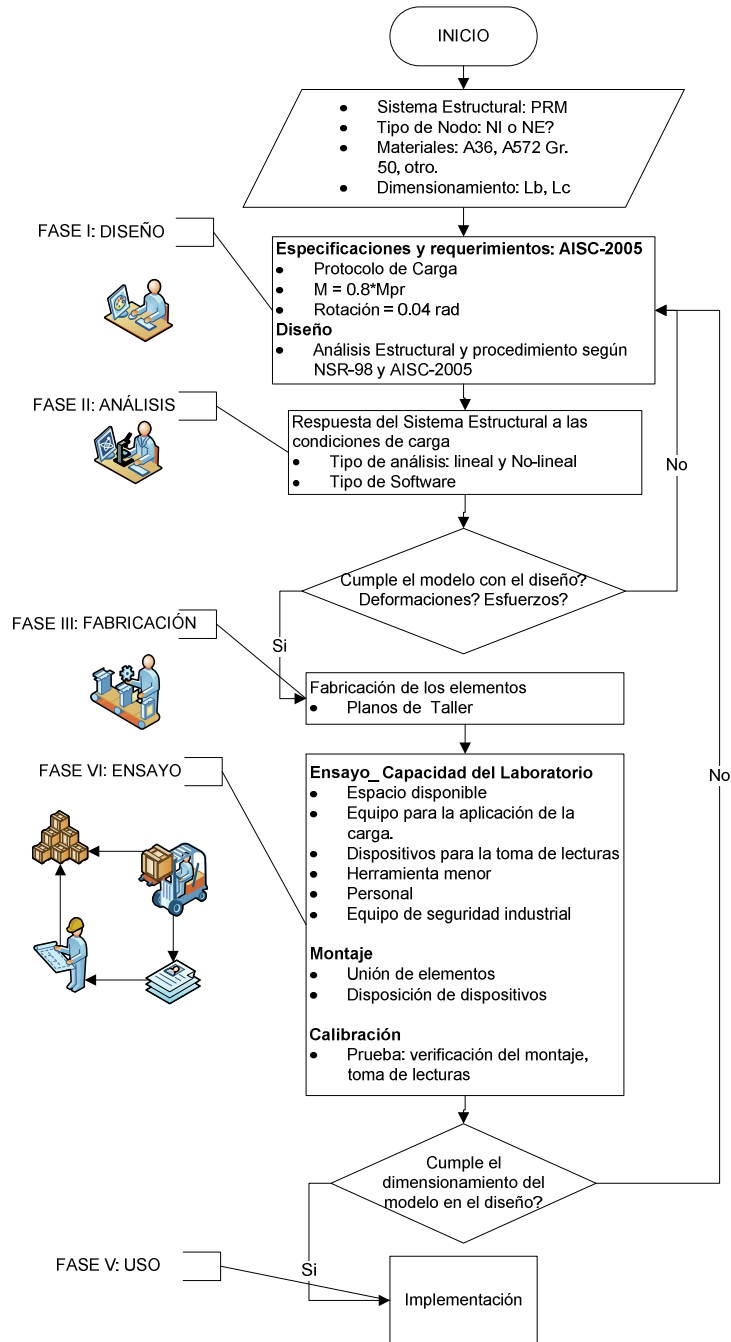 INICIO
• Sistema Estructural: PRM
• Tipo de Nodo: NI o NE?
• Materiales: A36, A572 Gr.
50, otro.
• Dimensionamiento: Lb, Lc
FASE I: DISEÑO
Especificaciones y requerimientos: AISC-2005
• Protocolo de Carga
• M = 0.8*Mpr
• Rotación = 0.04 rad
Diseño
• Análisis Estructural y procedimiento según
NSR-98 y AISC-2005
FASE II: ANÁLISIS
Respuesta del Sistema Estructural a las
condiciones de carga
• Tipo de análisis: lineal y No-lineal
• Tipo de Software
No
Cumple el modelo con el diseño?
Deformaciones? Esfuerzos?
FASE III: FABRICACIÓN
Si
Fabricación de los elementos
• Planos de Taller
FASE VI: ENSAYO
Ensayo_ Capacidad del Laboratorio
• Espacio disponible
• Equipo para la aplicación de la
carga.
• Dispositivos para la toma de lecturas
• Herramienta menor
• Personal
• Equipo de seguridad industrial
No
Montaje
• Unión de elementos
• Disposición de dispositivos
Calibración
• Prueba: verificación del montaje,
toma de lecturas
Cumple el
dimensionamiento del
modelo en el diseño?
FASE V: USO
Si
Implementación